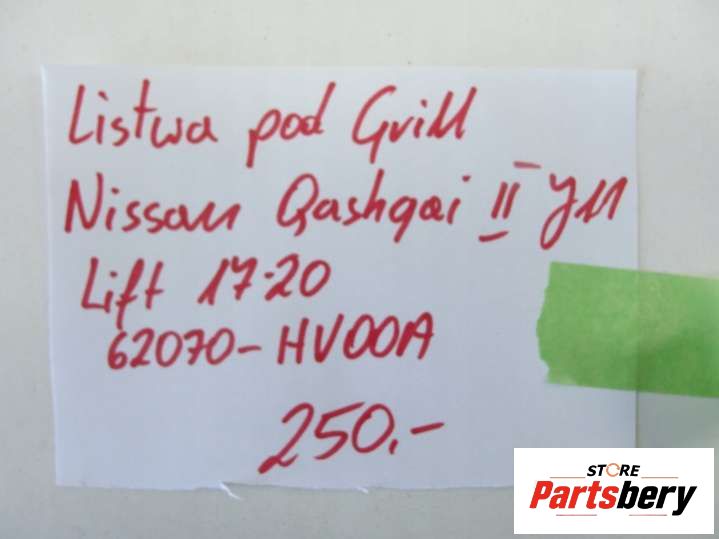 Listwa pod Grill
Nissan Qashqai II J11
Lift 17-20
62070-HV00A
250.-
STORE
Partsbery